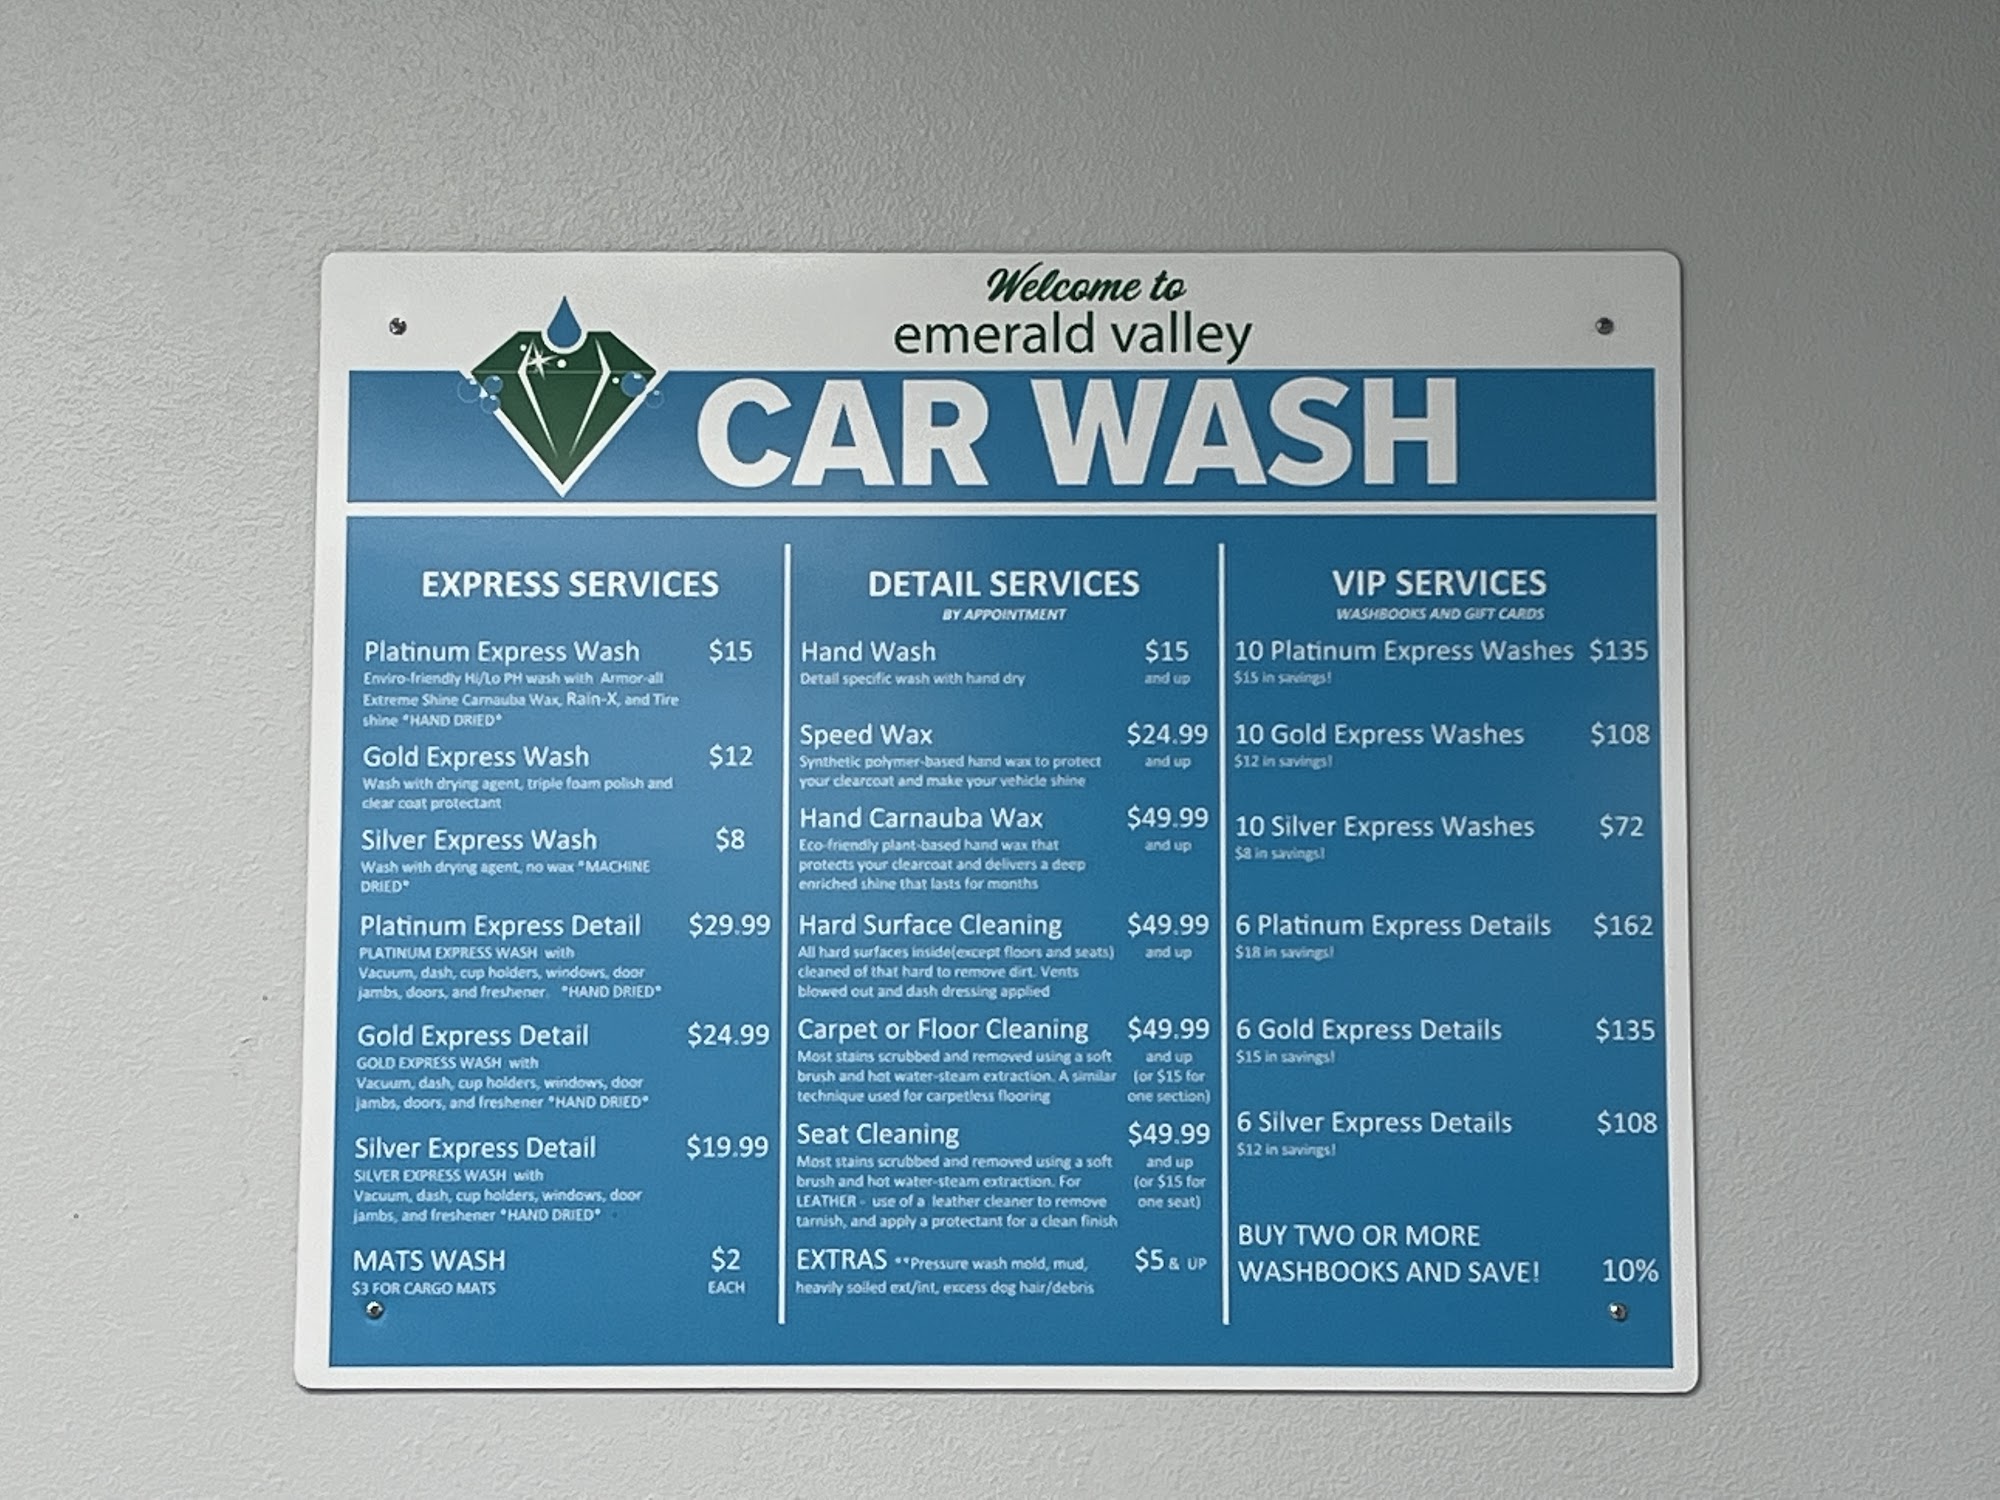 Welcome to
emerald valley
CAR WASH
EXPRESS SERVICES
Platinum Express Wash $15
Enviro-friendly Hi/Lo PH wash with Armor-all
Extreme Shine Carnauba Wax, Rain-X, and Tire
shine *HAND DRIED*
Gold Express Wash $12
Wash with drying agent, triple foam polish and
clear coat protectant
Silver Express Wash $8
Wash with drying agent, no wax *MACHINE
DRIED*
Platinum Express Detail $29.99
PLATINUM EXPRESS WASH with
Vacuum, dash, cup holders, windows, door
jambs, doors, and freshener. *HAND DRIED*
Gold Express Detail $24.99
GOLD EXPRESS WASH with
Vacuum, dash, cup holders, windows, door
jambs, doors, and freshener *HAND DRIED*
Silver Express Detail $19.99
SILVER EXPRESS WASH with
Vacuum, dash, cup holders, windows, door
jambs, and freshener *HAND DRIED*
MATS WASH $2
$3 FOR CARGO MATS EACH
DETAIL SERVICES
BY APPOINTMENT
Hand Wash $15
Detail specific wash with hand dry and up
Speed Wax $24.99
Synthetic polymer-based hand wax to protect and up
your clearcoat and make your vehicle shine
Hand Carnauba Wax $49.99
Eco-friendly plant-based hand wax that and up
protects your clearcoat and delivers a deep
enriched shine that lasts for months
Hard Surface Cleaning $49.99
All hard surfaces inside(except floors and seats) and up
cleaned of that hard to remove dirt. Vents
blowed out and dash dressing applied
Carpet or Floor Cleaning $49.99
Most stains scrubbed and removed using a soft and up
brush and hot water-steam extraction. A similar (or $15 for
technique used for carpetless flooring one section)
Seat Cleaning $49.99
Most stains scrubbed and removed using a soft and up
brush and hot water-steam extraction. For (or $15 for
LEATHER - use of a leather cleaner to remove one seat)
tarnish, and apply a protectant for a clean finish
EXTRAS **Pressure wash mold, mud, $5 & UP
heavily soiled ext/int, excess dog hair/debris
VIP SERVICES
WASHBOOKS AND GIFT CARDS
10 Platinum Express Washes $135
$15 in savings!
10 Gold Express Washes $108
$12 in savings!
10 Silver Express Washes $72
$8 in savings!
6 Platinum Express Details $162
$18 in savings!
6 Gold Express Details $135
$15 in savings!
6 Silver Express Details $108
$12 in savings!
BUY TWO OR MORE
WASHBOOKS AND SAVE! 10%